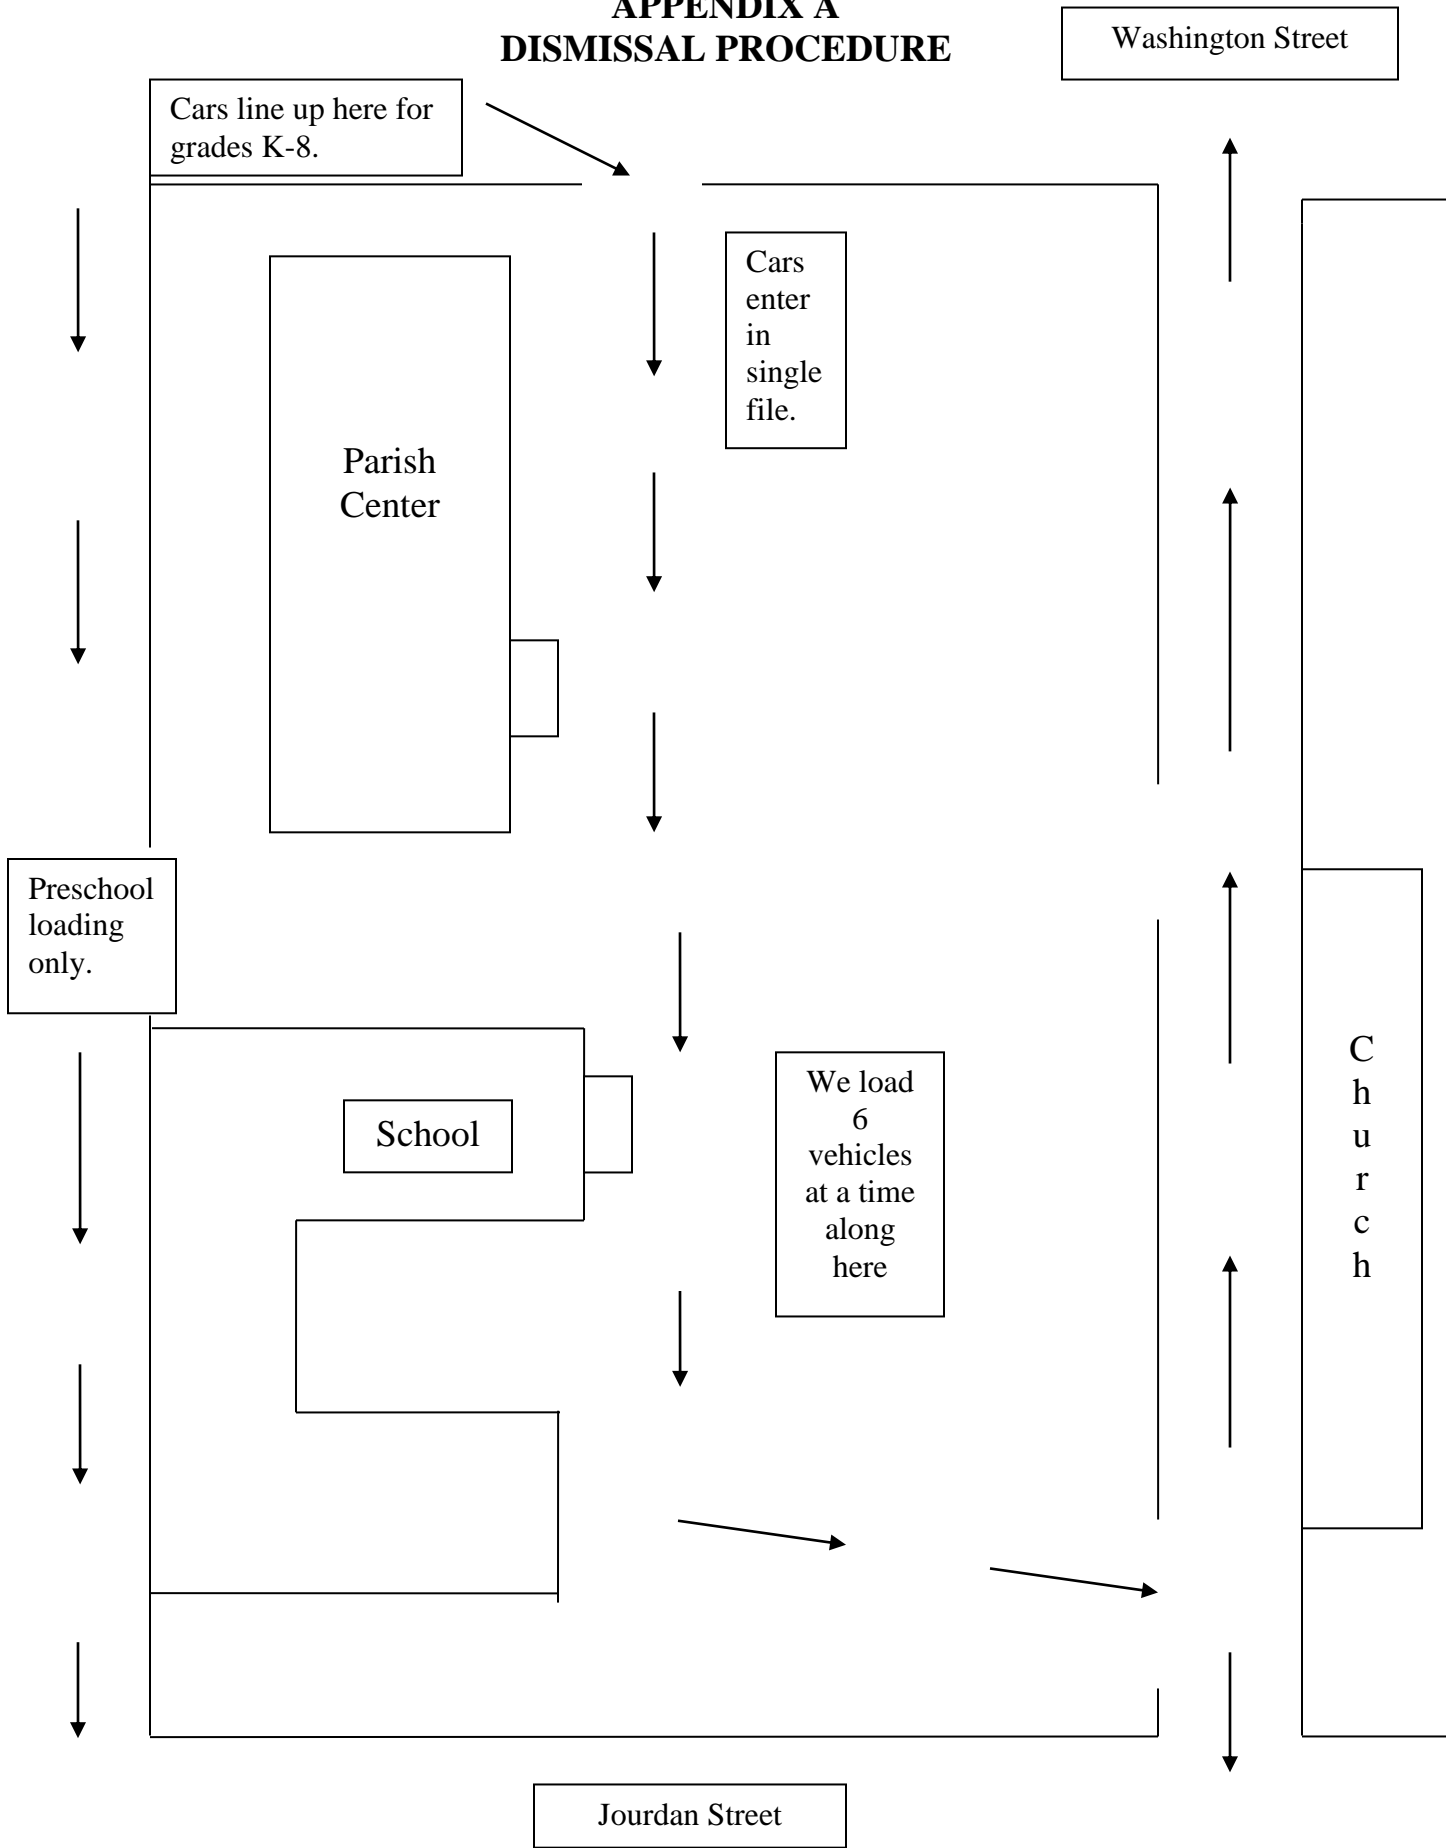 APPENDIX A
DISMISSAL PROCEDURE
Washington Street
Cars line up here for
grades K-8.
Cars
enter
in
single
file.
Parish
Center
Preschool
loading
only.
School
We load
6
vehicles
at a time
along
here
C
h
u
r
c
h
Jourdan Street